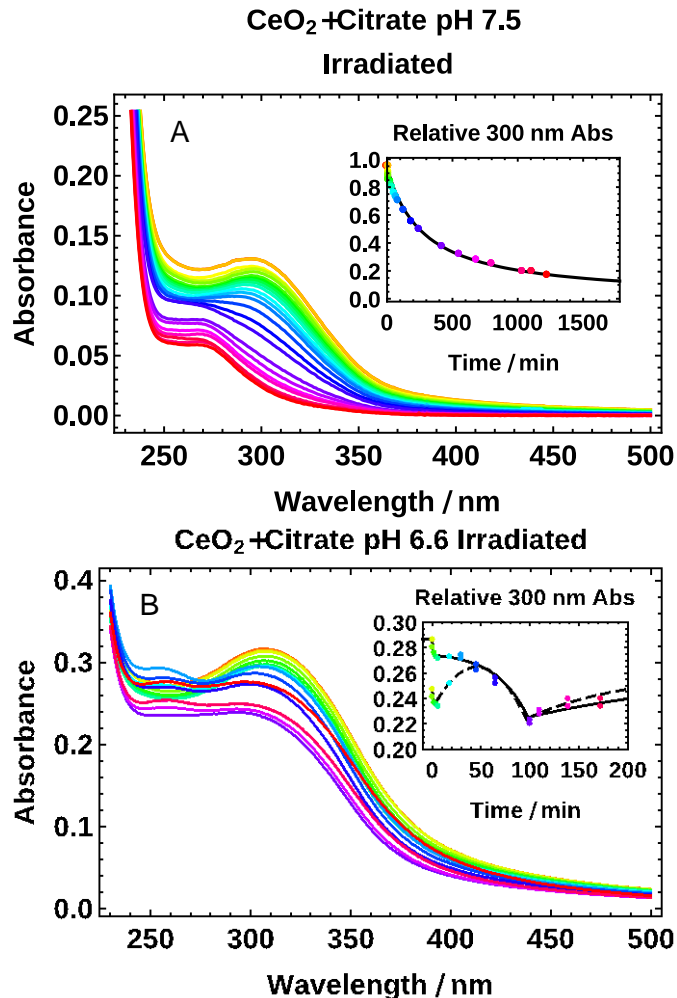 CeO2+Citrate pH 7.5
Irradiated
A
Relative 300 nm Abs
1.0
0.8
0.6
0.4
0.2
0.0
0 500 1000 1500
Time / min
0.25
0.20
0.15
0.10
0.05
0.00
Absorbance
250 300 350 400 450 500
Wavelength / nm
CeO2+Citrate pH 6.6 Irradiated
B
Relative 300 nm Abs
0.30
0.28
0.26
0.24
0.22
0.20
0 50 100 150 200
Time / min
0.4
0.3
0.2
0.1
0.0
Absorbance
250 300 350 400 450 500
Wavelength / nm